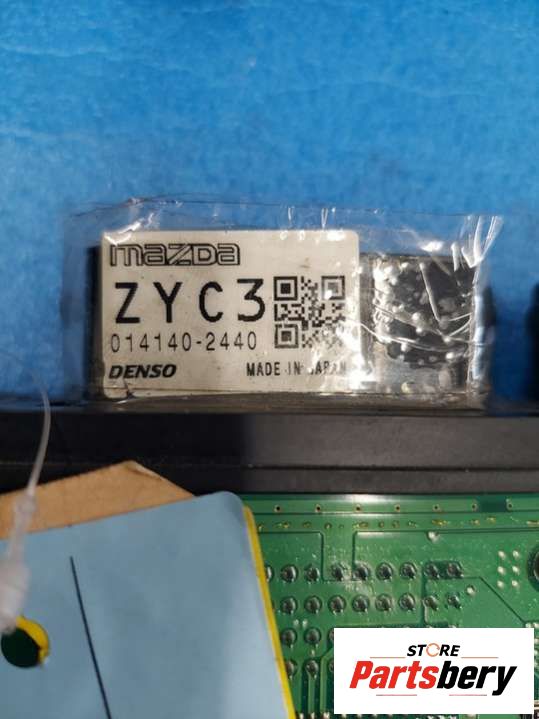 mazda
ZYC3
014140-2440
DENSO MADE IN JAPAN
STORE
Partsbery